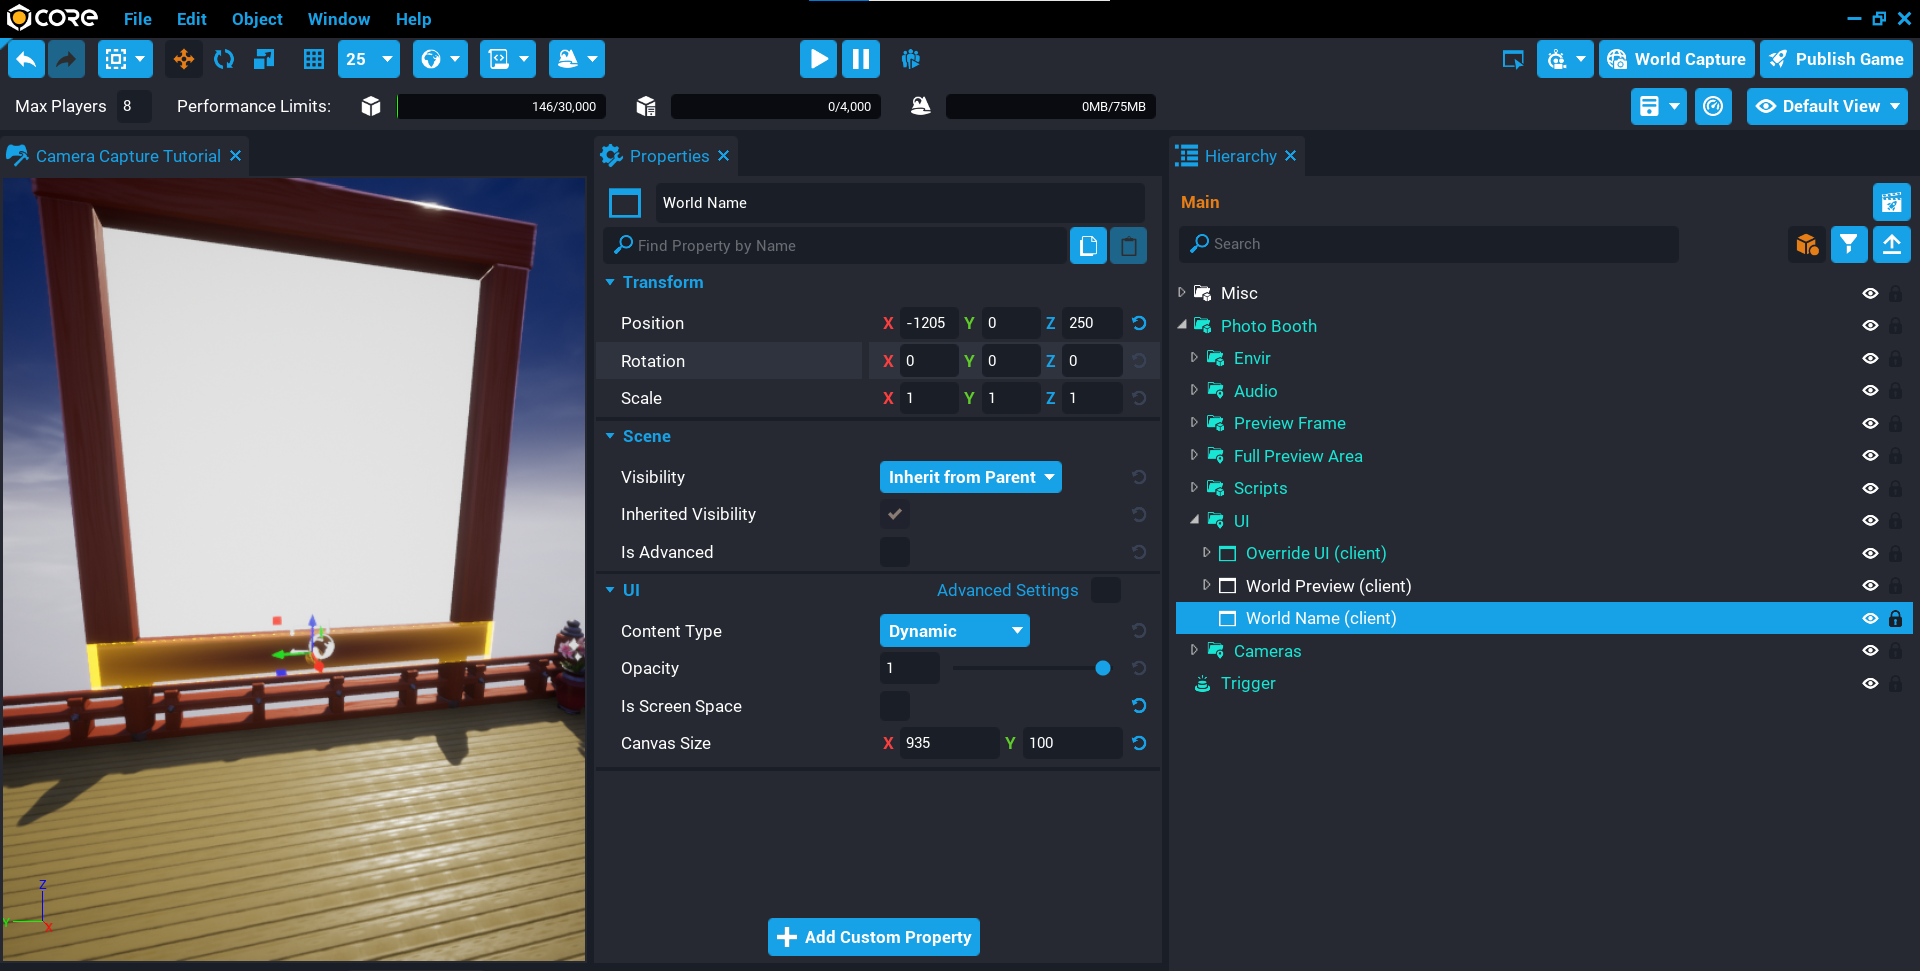 CORE File Edit Object Window Help
25 World Capture Publish Game
Max Players 8 Performance Limits: 146/30,000 0/4,000 0MB/75MB Default View
Camera Capture Tutorial
Properties
World Name
Find Property by Name
Transform
Position X -1205 Y 0 Z 250
Rotation X 0 Y 0 Z 0
Scale X 1 Y 1 Z 1
Scene
Visibility Inherit from Parent
Inherited Visibility
Is Advanced
UI Advanced Settings
Content Type Dynamic
Opacity 1
Is Screen Space
Canvas Size X 935 Y 100
Add Custom Property
Hierarchy
Main
Search
Misc
Photo Booth
Envir
Audio
Preview Frame
Full Preview Area
Scripts
UI
Override UI (client)
World Preview (client)
World Name (client)
Cameras
Trigger
Z
Y X